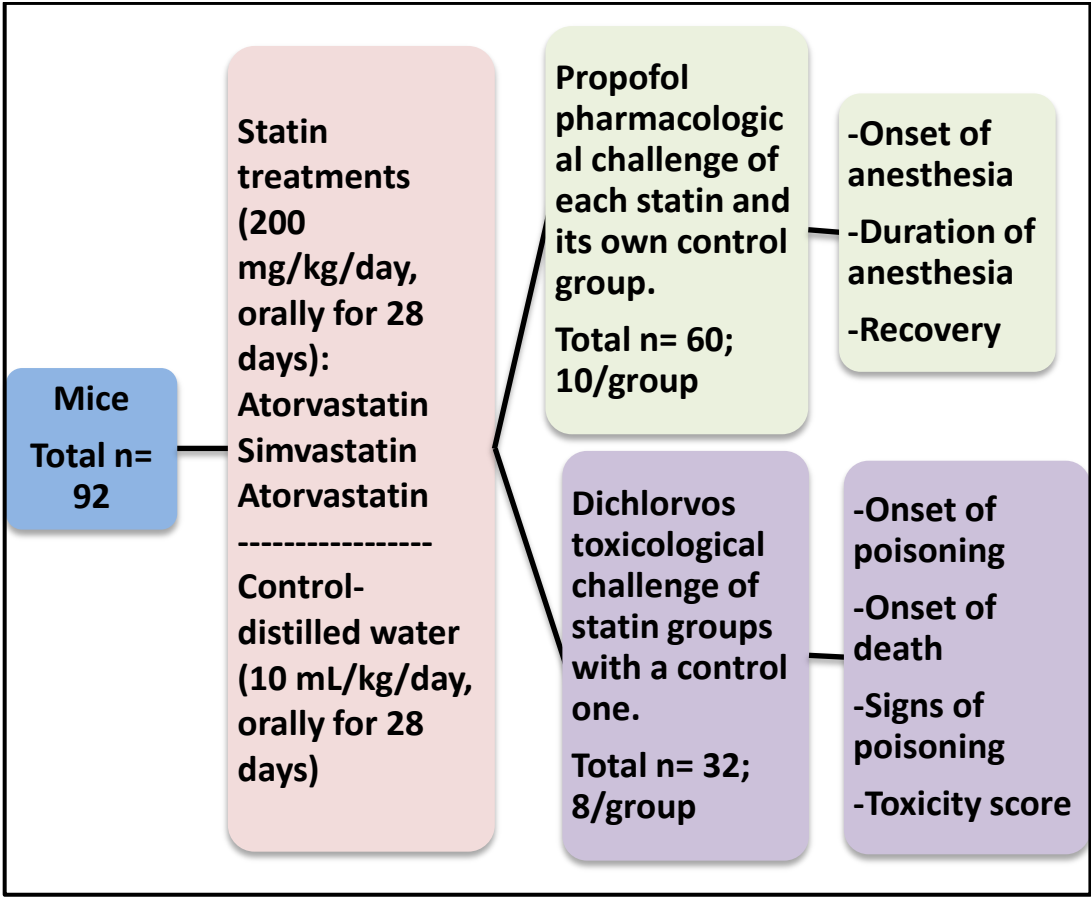 Mice
Total n=
92
Statin
treatments
(200
mg/kg/day,
orally for 28
days):
Atorvastatin
Simvastatin
Atorvastatin
-----------------
Control-
distilled water
(10 mL/kg/day,
orally for 28
days)
Propofol
pharmacologic
al challenge of
each statin and
its own control
group.
Total n= 60;
10/group
-Onset of
anesthesia
-Duration of
anesthesia
-Recovery
Dichlorvos
toxicological
challenge of
statin groups
with a control
one.
Total n= 32;
8/group
-Onset of
poisoning
-Onset of
death
-Signs of
poisoning
-Toxicity score